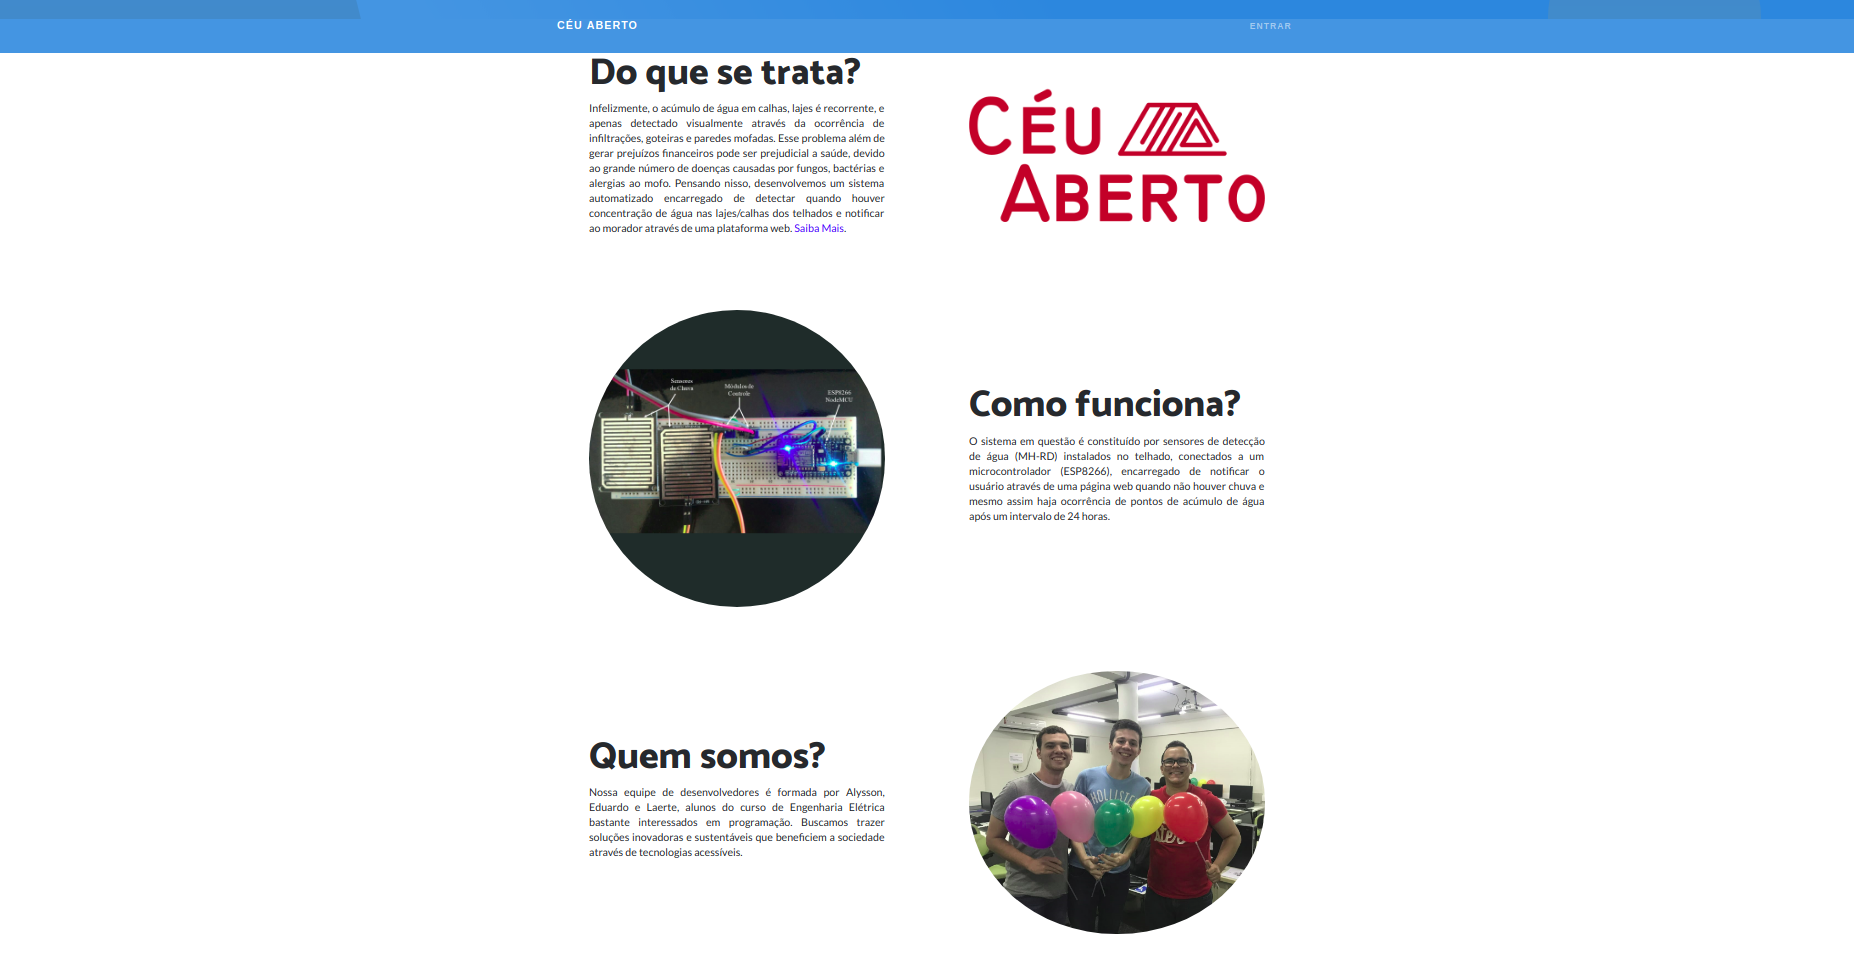 CÉU ABERTO
ENTRAR
Do que se trata?
Infelizmente, o acúmulo de água em calhas, lajes é recorrente, e
apenas detectado visualmente através da ocorrência de
infiltrações, goteiras e paredes mofadas. Esse problema além de
gerar prejuízos financeiros pode ser prejudicial a saúde, devido
ao grande número de doenças causadas por fungos, bactérias e
alergias ao mofo. Pensando nisso, desenvolvemos um sistema
automatizado encarregado de detectar quando houver
concentração de água nas lajes/calhas dos telhados e notificar
ao morador através de uma plataforma web. Saiba Mais.
CÉU
ABERTO
Sensores
de Chuva
Módulos de
Controle
ESP8266
NodeMCU
Como funciona?
O sistema em questão é constituído por sensores de detecção
de água (MH-RD) instalados no telhado, conectados a um
microcontrolador (ESP8266), encarregado de notificar o
usuário através de uma página web quando não houver chuva e
mesmo assim haja ocorrência de pontos de acúmulo de água
após um intervalo de 24 horas.
Quem somos?
Nossa equipe de desenvolvedores é formada por Alysson,
Eduardo e Laerte, alunos do curso de Engenharia Elétrica
bastante interessados em programação. Buscamos trazer
soluções inovadoras e sustentáveis que beneficiem a sociedade
através de tecnologias acessíveis.